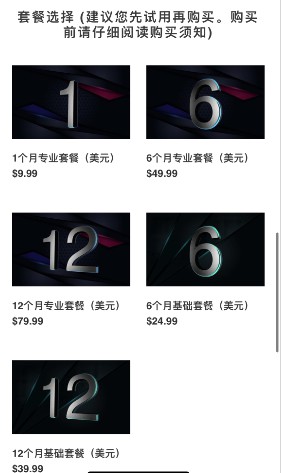 套餐选择 (建议您先试用再购买。购买
前请仔细阅读购买须知)
1
6
1个月专业套餐（美元）
$9.99
6个月专业套餐（美元）
$49.99
12
6
12个月专业套餐（美元）
$79.99
6个月基础套餐（美元）
$24.99
12
12个月基础套餐（美元）
$39.99